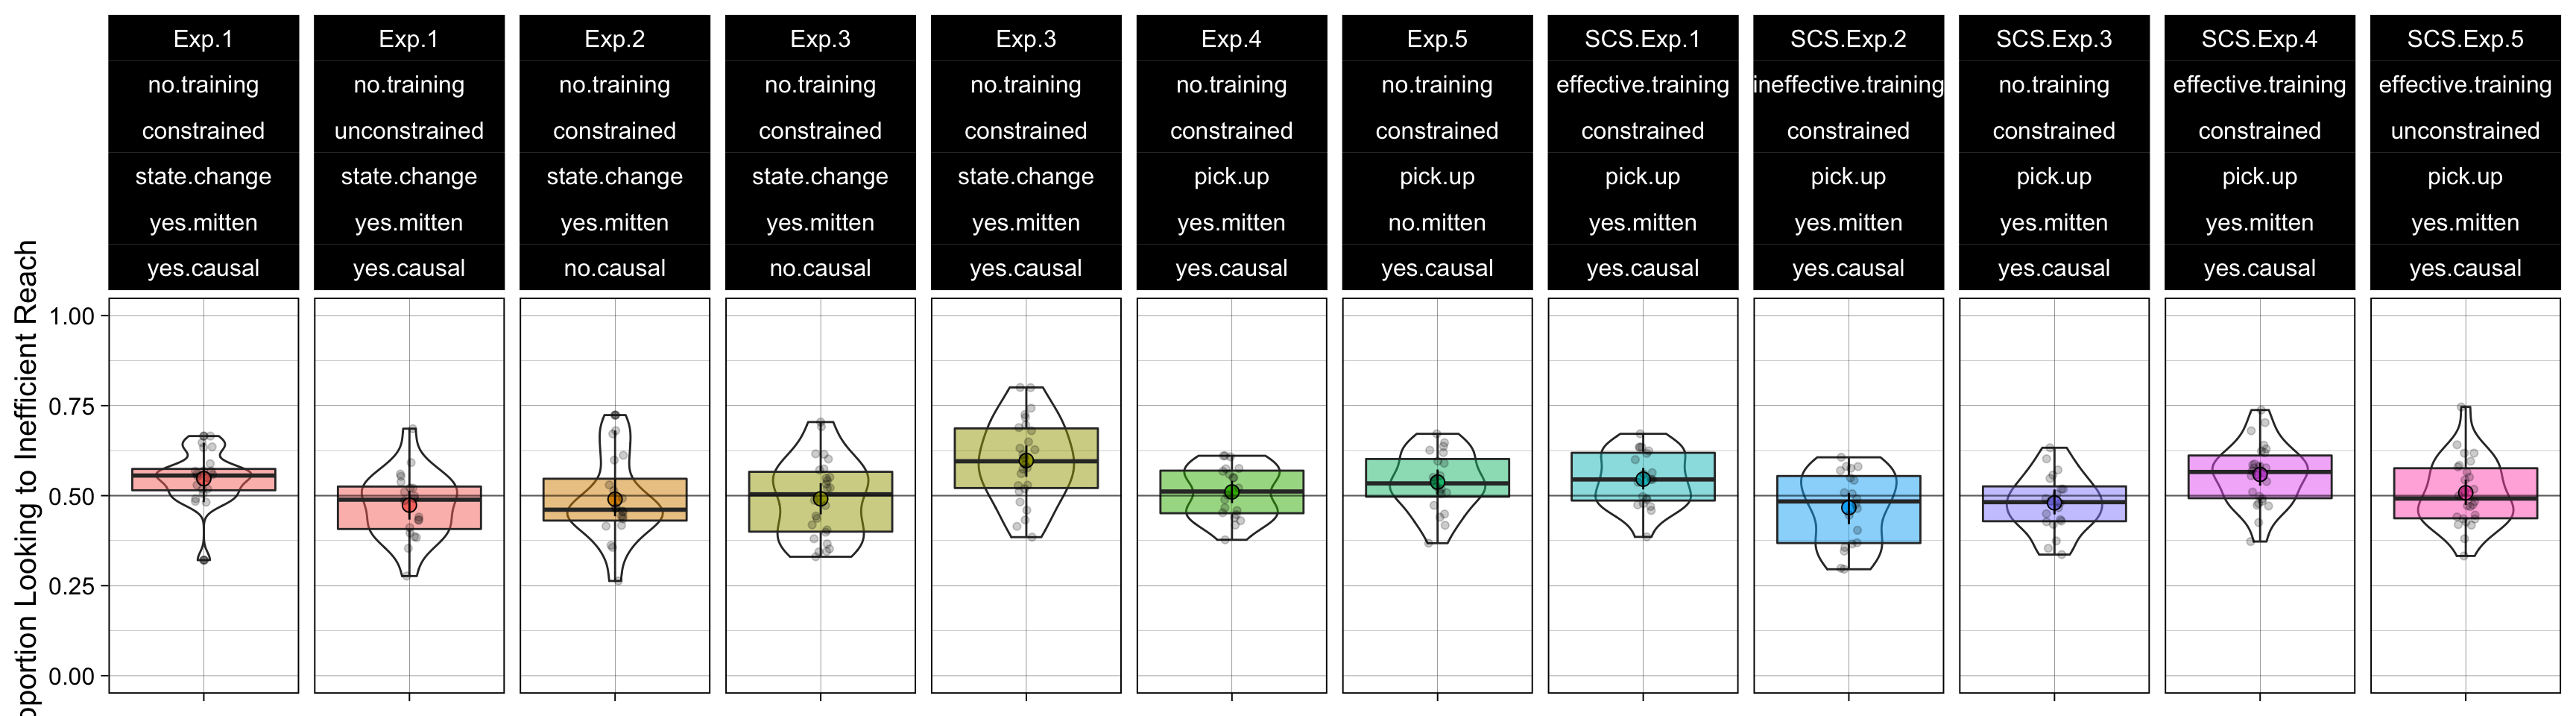 Exp.1 Exp.1 Exp.2 Exp.3 Exp.3 Exp.4 Exp.5 SCS.Exp.1 SCS.Exp.2 SCS.Exp.3 SCS.Exp.4 SCS.Exp.5
no.training no.training no.training no.training no.training no.training no.training effective.training ineffective.training no.training effective.training effective.training
constrained unconstrained constrained constrained constrained constrained constrained constrained constrained constrained constrained unconstrained
state.change state.change state.change state.change state.change pick.up pick.up pick.up pick.up pick.up pick.up pick.up
yes.mitten yes.mitten yes.mitten yes.mitten yes.mitten yes.mitten no.mitten yes.mitten yes.mitten yes.mitten yes.mitten yes.mitten
yes.causal yes.causal no.causal no.causal yes.causal yes.causal yes.causal yes.causal yes.causal yes.causal yes.causal yes.causal
Looking to Inefficient Reach
1.00
0.75
0.50
0.25
0.00